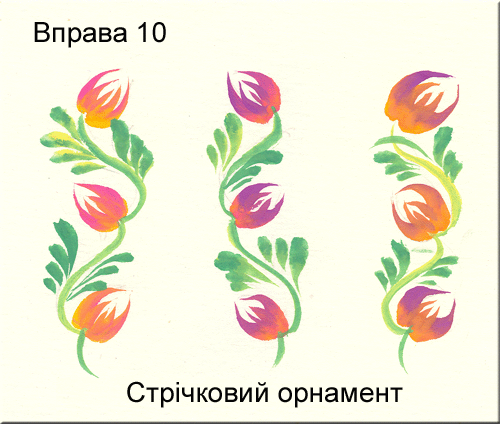 Вправа 10
Стрічковий орнамент